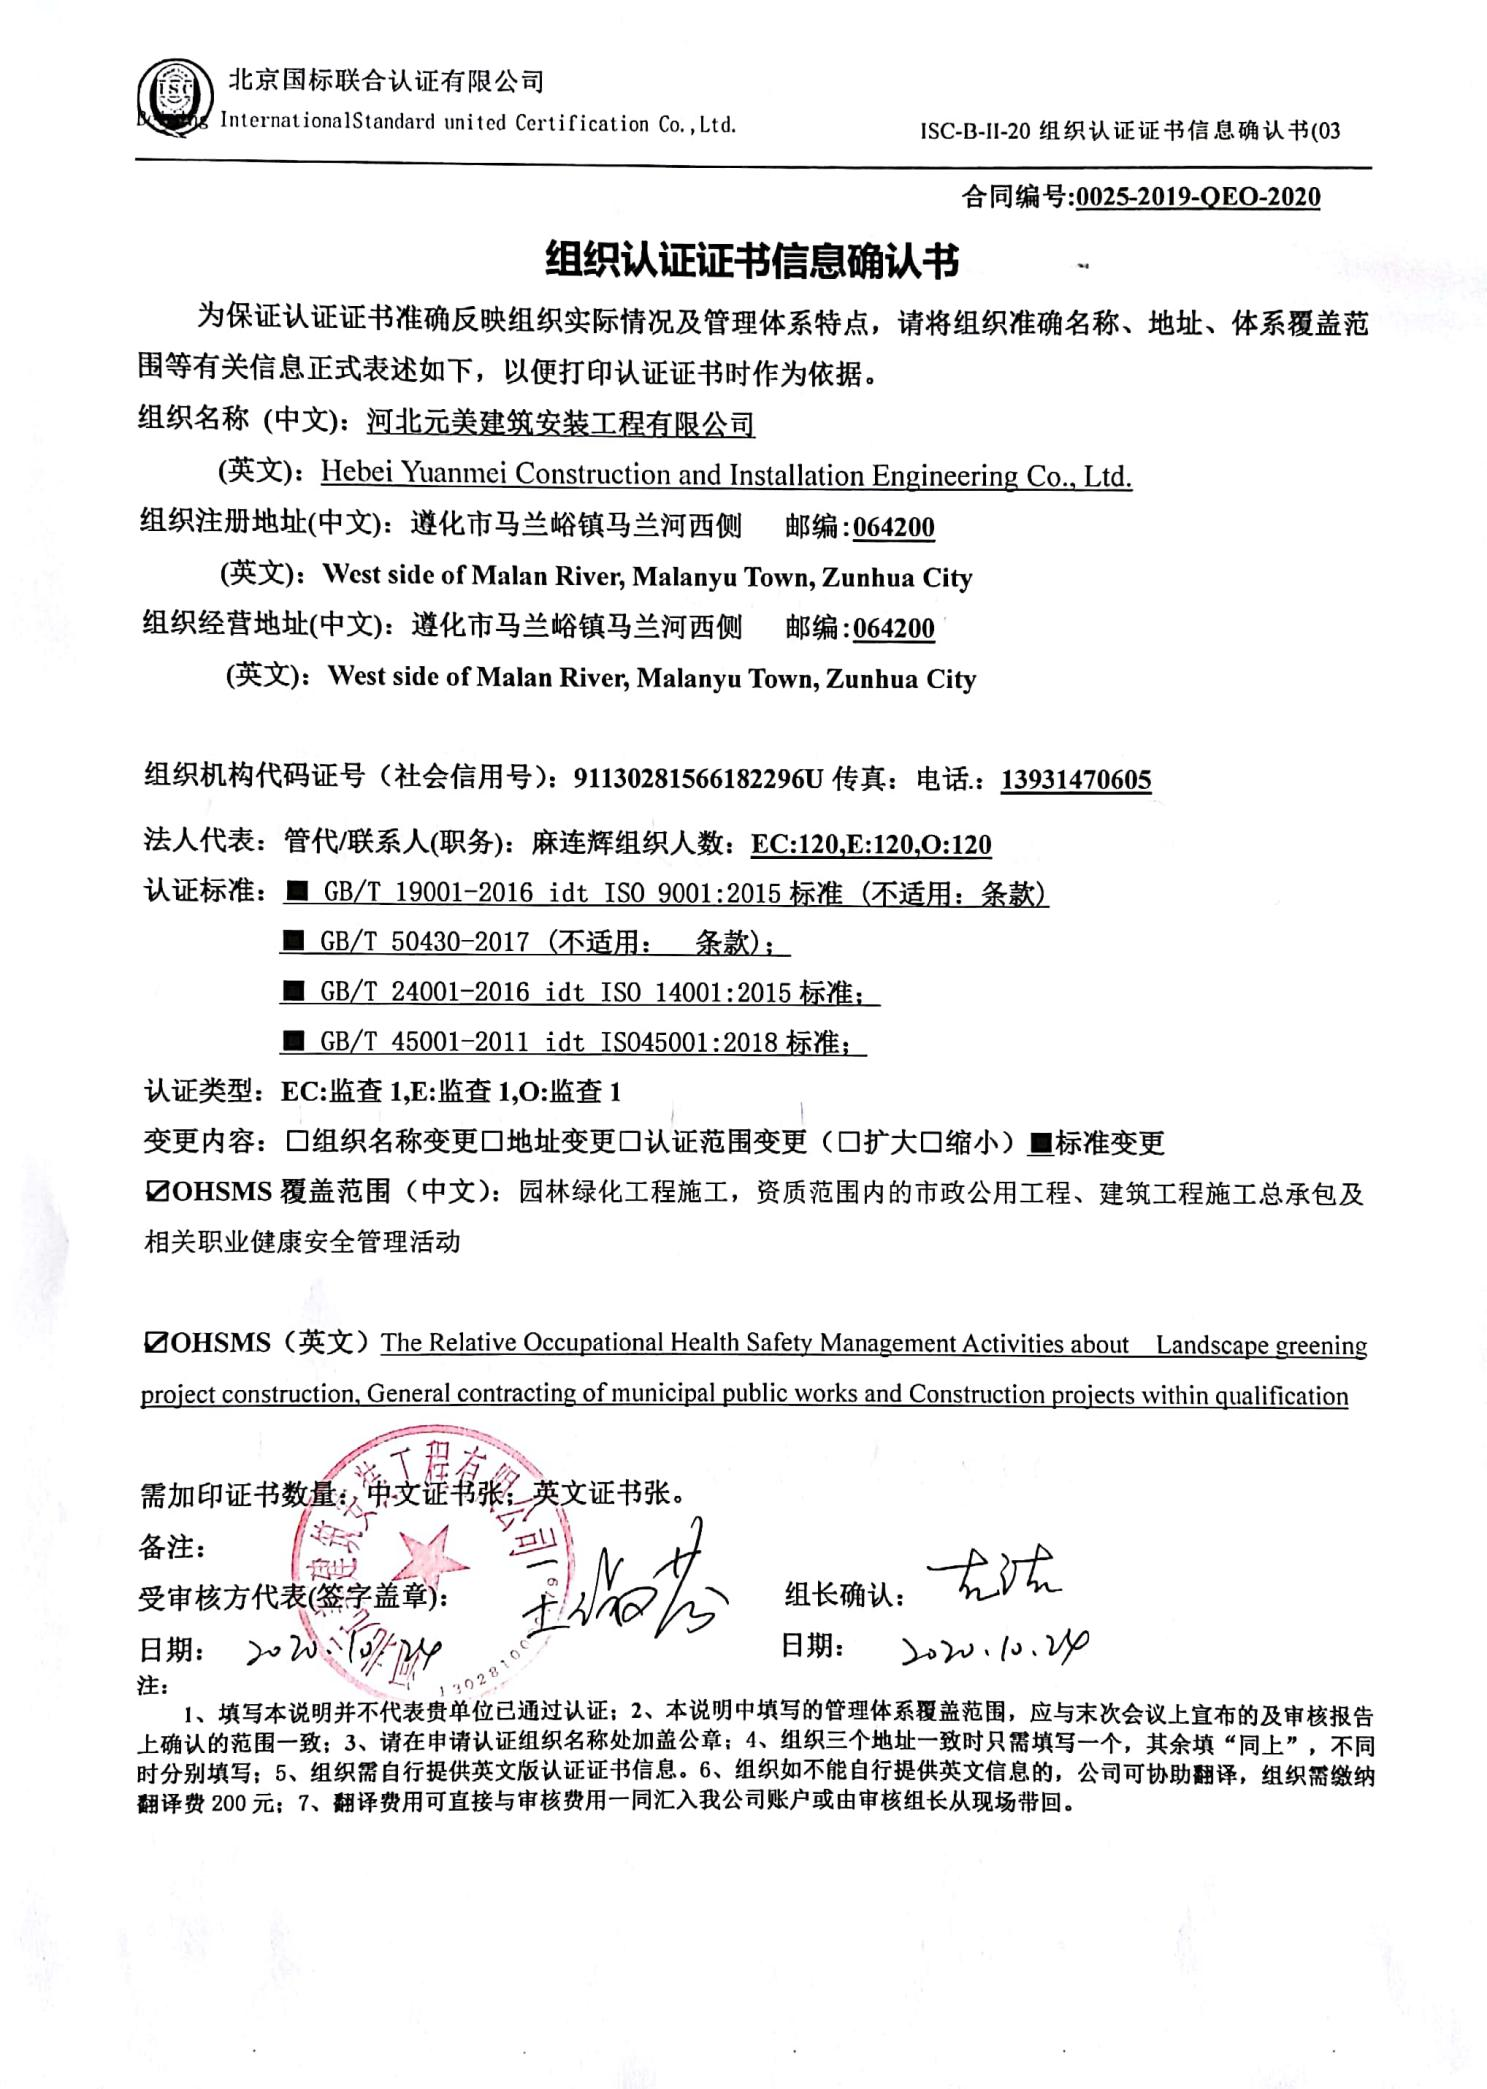 北京国标联合认证有限公司
Beijing InternationalStandard united Certification Co.,Ltd.
ISC-B-II-20 组织认证证书信息确认书(03
合同编号:0025-2019-QEO-2020
组织认证证书信息确认书
为保证认证证书准确反映组织实际情况及管理体系特点，请将组织准确名称、地址、体系覆盖范
围等有关信息正式表述如下，以便打印认证证书时作为依据。
组织名称 (中文)：河北元美建筑安装工程有限公司
(英文)：Hebei Yuanmei Construction and Installation Engineering Co., Ltd.
组织注册地址(中文)：遵化市马兰峪镇马兰河西侧 邮编:064200
(英文)：West side of Malan River, Malanyu Town, Zunhua City
组织经营地址(中文)：遵化市马兰峪镇马兰河西侧 邮编:064200
(英文)：West side of Malan River, Malanyu Town, Zunhua City
组织机构代码证号（社会信用号)：91130281566182296U 传真：电话.：13931470605
法人代表：管代/联系人(职务)：麻连辉组织人数：EC:120,E:120,O:120
认证标准：■ GB/T 19001-2016 idt ISO 9001:2015 标准（不适用：条款）
■ GB/T 50430-2017（不适用： 条款）;
■ GB/T 24001-2016 idt ISO 14001:2015 标准;
■ GB/T 45001-2011 idt ISO45001:2018 标准;
认证类型：EC:监查 1,E:监查 1,O:监查 1
变更内容：□组织名称变更□地址变更□认证范围变更（□扩大□缩小）■标准变更
☑OHSMS 覆盖范围（中文)：园林绿化工程施工，资质范围内的市政公用工程、建筑工程施工总承包及
相关职业健康安全管理活动
☑OHSMS（英文）The Relative Occupational Health Safety Management Activities about Landscape greening
project construction, General contracting of municipal public works and Construction projects within qualification
需加印证书数量：中文证书张；英文证书张。
备注：
受审核方代表(签字盖章)： 组长确认：
日期： 2020.10.24 日期： 2020.10.24
河北元美建筑安装工程有限公司
注：
1、填写本说明并不代表贵单位已通过认证；2、本说明中填写的管理体系覆盖范围，应与末次会议上宣布的及审核报告
上确认的范围一致；3、请在申请认证组织名称处加盖公章；4、组织三个地址一致时只需填写一个，其余填“同上”，不同
时分别填写；5、组织需自行提供英文版认证证书信息。6、组织如不能自行提供英文信息的，公司可协助翻译，组织需缴纳
翻译费 200 元；7、翻译费用可直接与审核费用一同汇入我公司账户或由审核组长从现场带回。